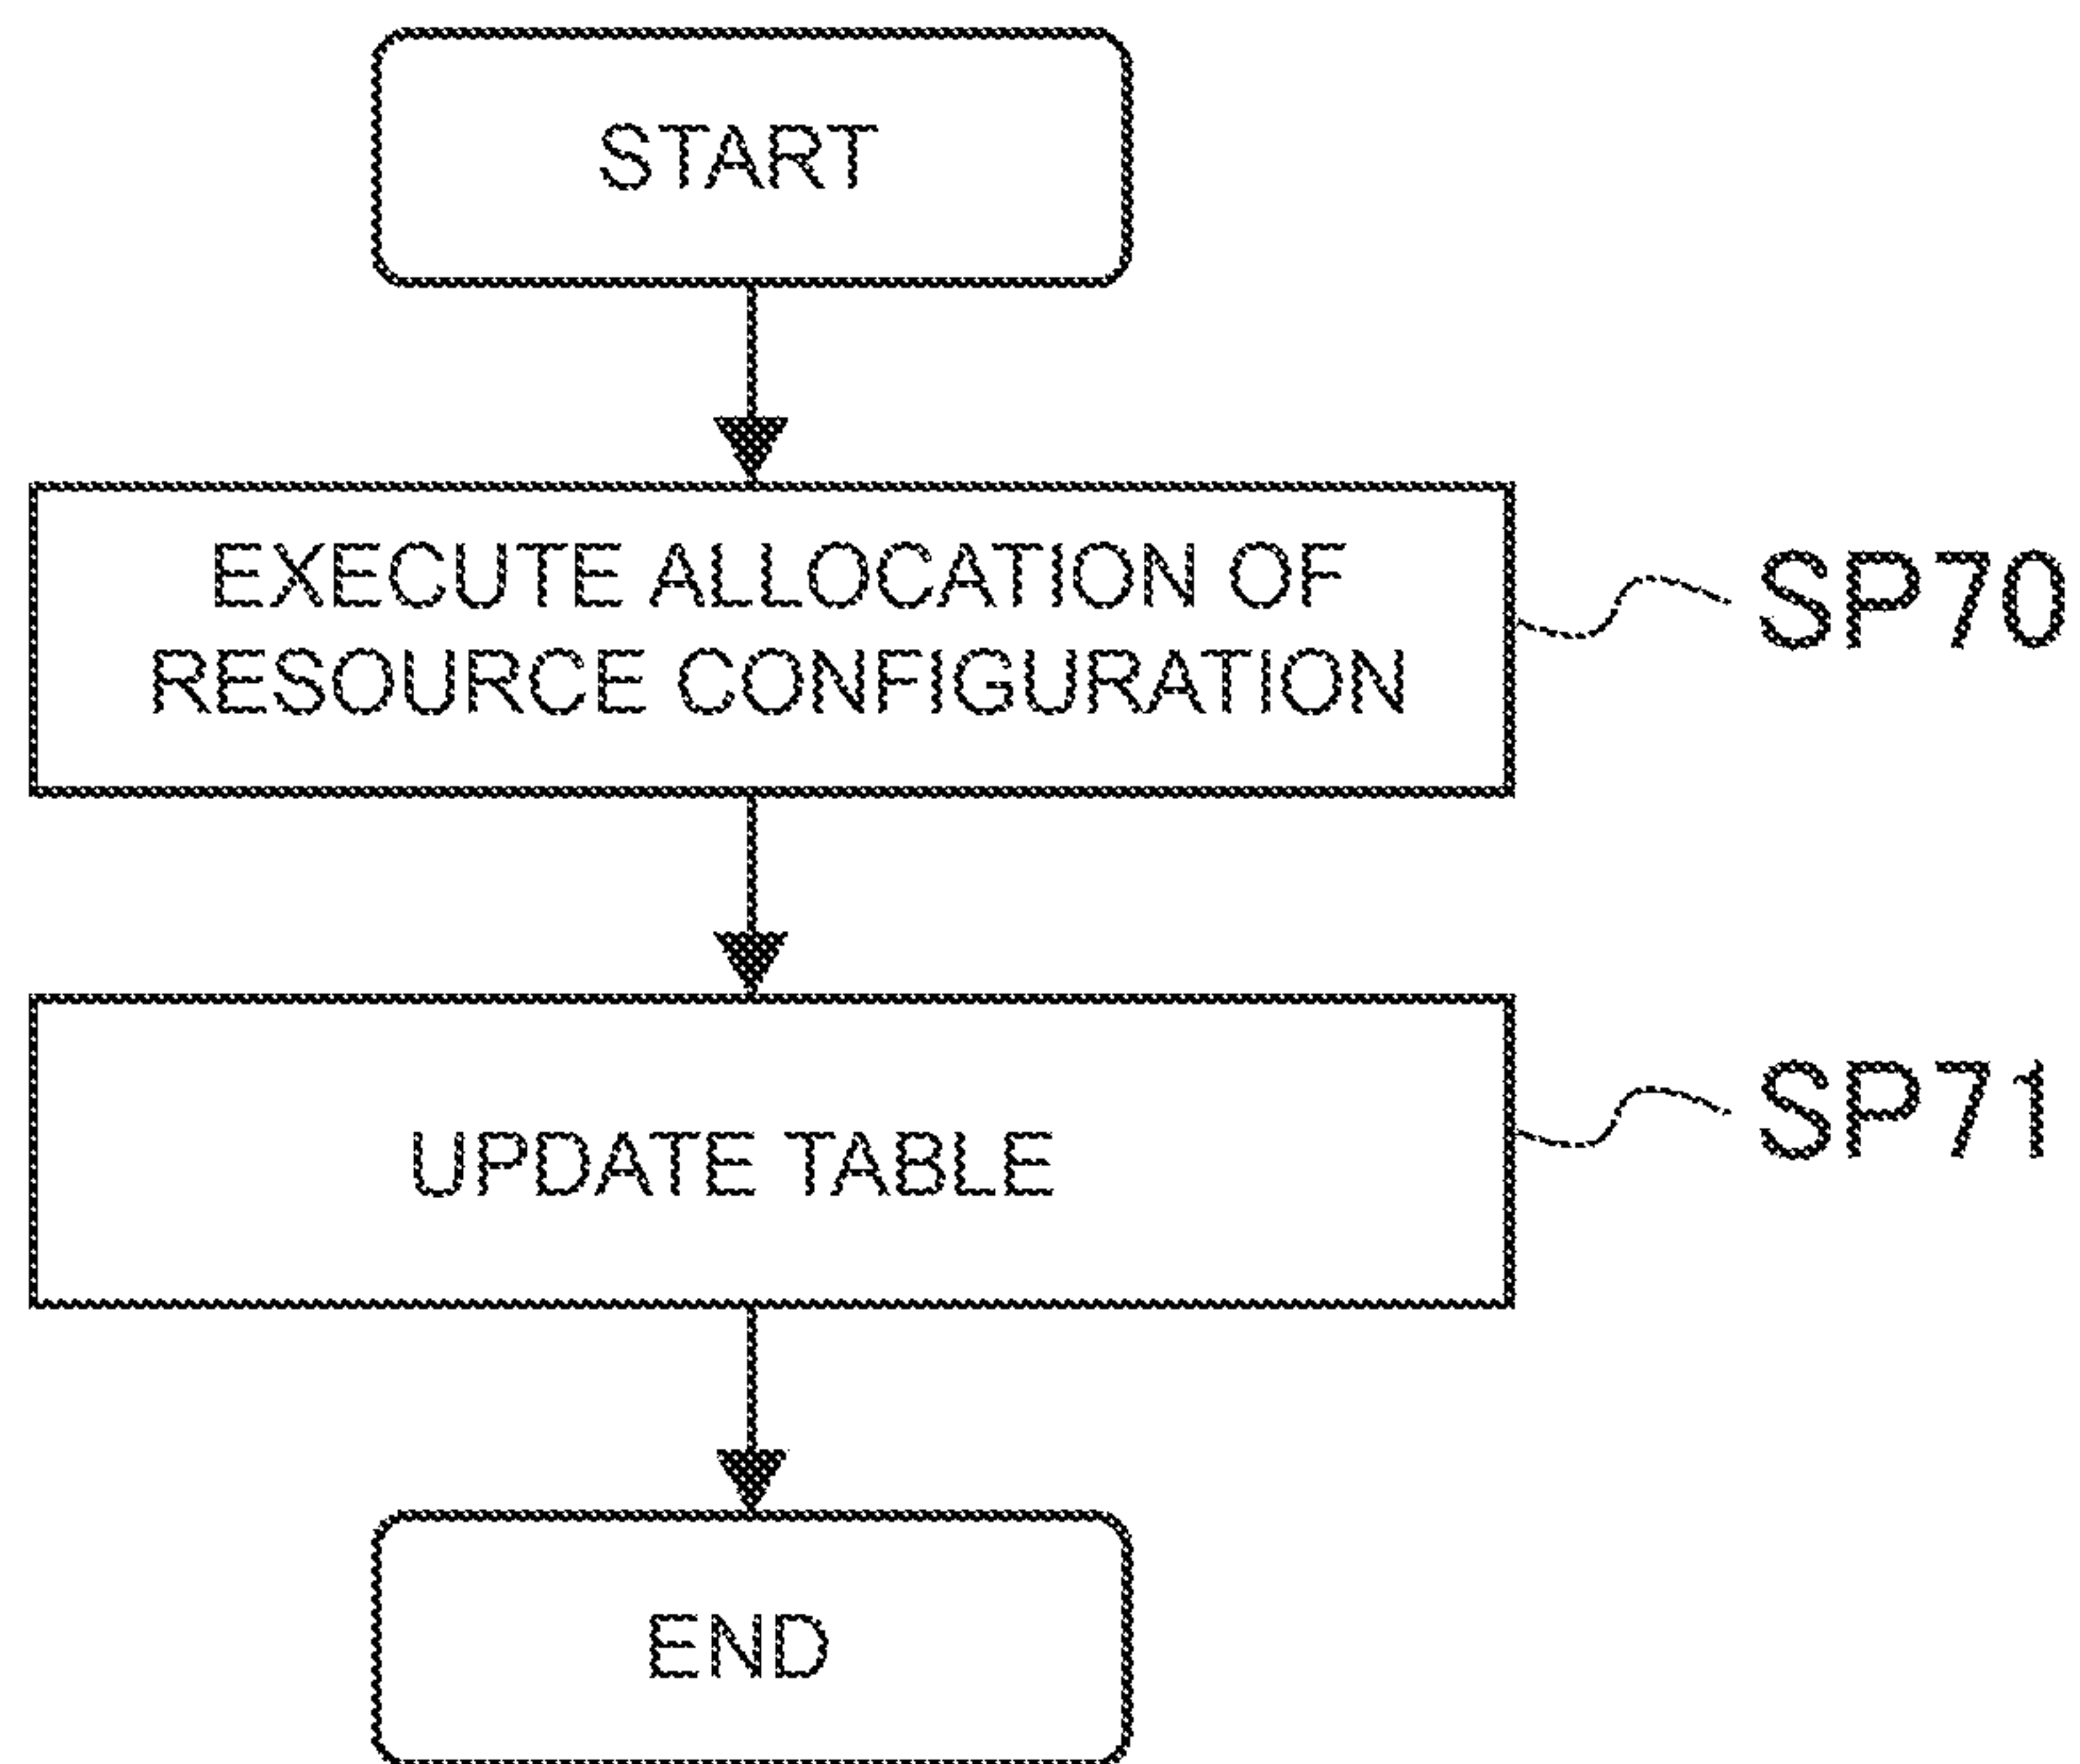 START
EXECUTE ALLOCATION OF
RESOURCE CONFIGURATION
SP70
UPDATE TABLE
SP71
END